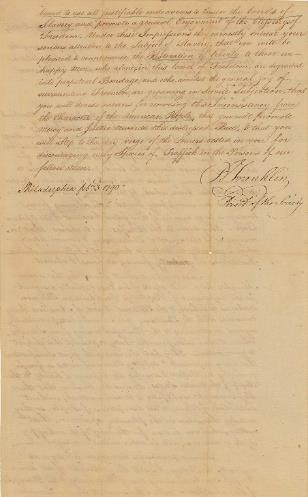 bound to use all justifiable endeavours to loosen the bonds of
Slavery and promote a general Enjoyment of the blessings of
Freedom. Under these Impressions they earnestly intreat your
serious attention to the Subject of Slavery; that you will be
pleased to countenance the Restoration of liberty to those un-
happy Men, who alone in this land of Freedom, are degraded
into perpetual Bondage, and who, amidst the general Joy of
surrounding Freemen, are groaning in Servile Subjection, that
you will devise means for removing this Inconsistency from
the Character of the American People, that you will promote
Mercy and Justice towards this distressed Race, & that you
will Step to the very verge of the Powers vested in you for
discouraging every Species of Traffick in the Persons of our
fellow Men.
Philadelphia Feb. 3 1790
B Franklin
Presid.t of the Society